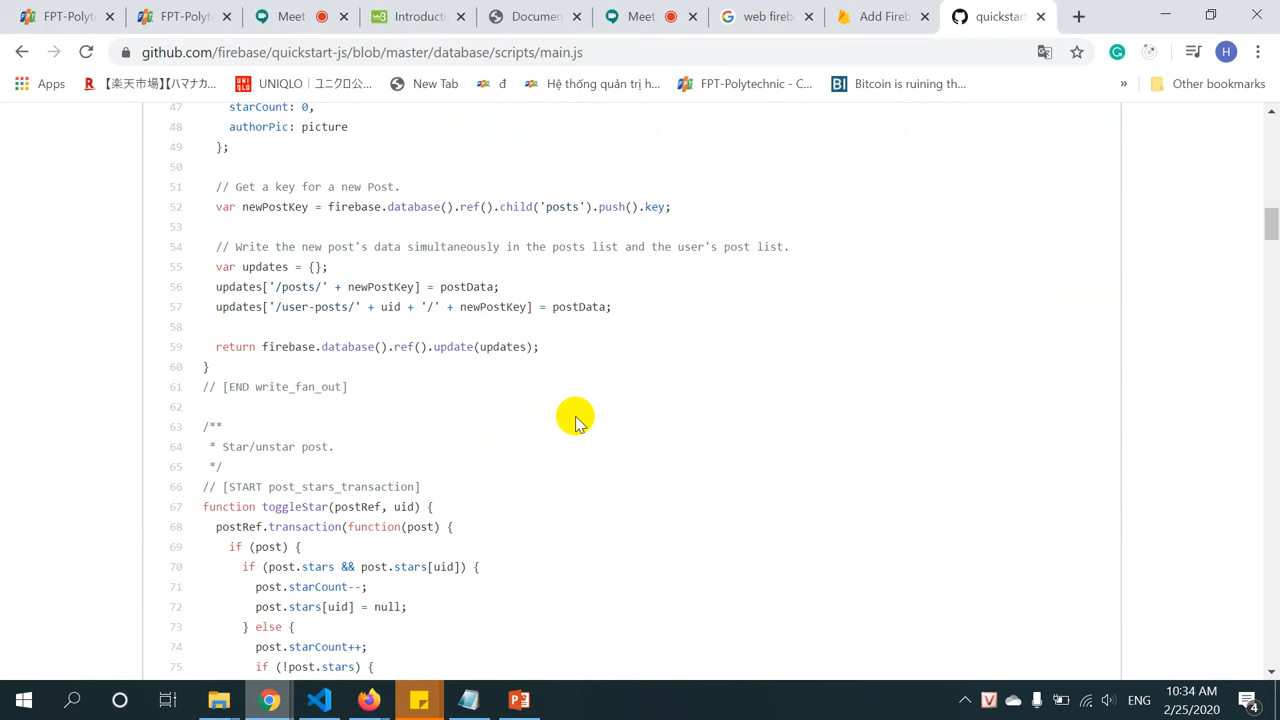 FPT-Polyt
FPT-Polyt
Meet
Introducti
Documen
Meet
web fireb
Add Fireb
quickstart
github.com/firebase/quickstart-js/blob/master/database/scripts/main.js
H
Apps
【楽天市場】【ハマナカ...
UNIQLO｜ユニクロ公...
New Tab
đ
Hệ thống quản trị h...
FPT-Polytechnic - C...
BI
Bitcoin is ruining th...
»
Other bookmarks
47 starCount: 0,
48 authorPic: picture
49 };
50
51 // Get a key for a new Post.
52 var newPostKey = firebase.database().ref().child('posts').push().key;
53
54 // Write the new post's data simultaneously in the posts list and the user's post list.
55 var updates = {};
56 updates['/posts/' + newPostKey] = postData;
57 updates['/user-posts/' + uid + '/' + newPostKey] = postData;
58
59 return firebase.database().ref().update(updates);
60 }
61 // [END write_fan_out]
62
63 /**
64 * Star/unstar post.
65 */
66 // [START post_stars_transaction]
67 function toggleStar(postRef, uid) {
68 postRef.transaction(function(post) {
69 if (post) {
70 if (post.stars && post.stars[uid]) {
71 post.starCount--;
72 post.stars[uid] = null;
73 } else {
74 post.starCount++;
75 if (!post.stars) {
ENG
10:34 AM
2/25/2020
4